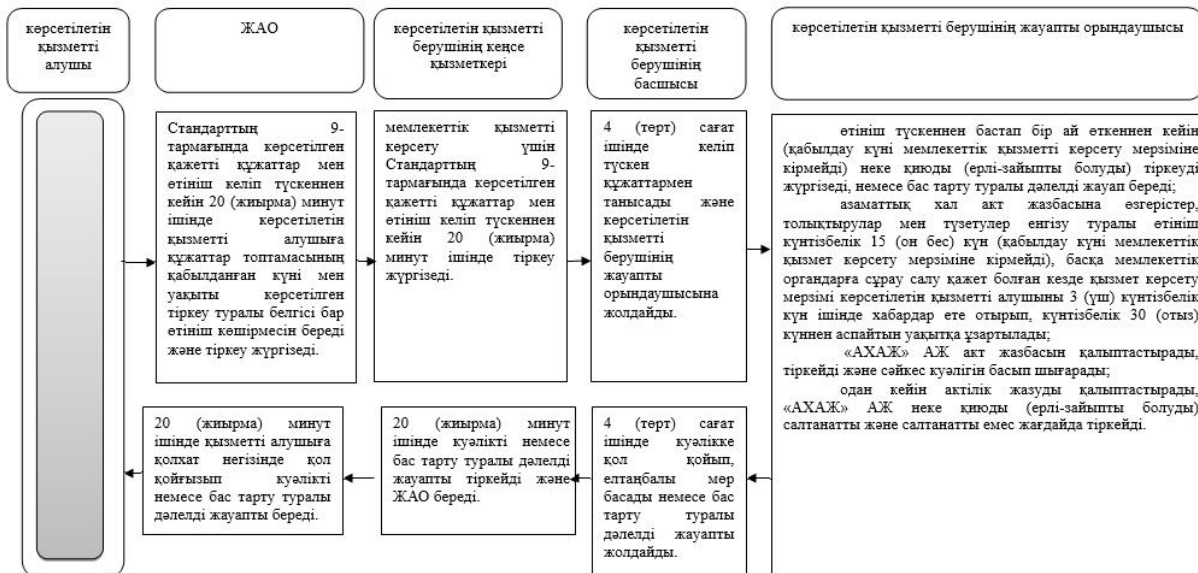 көрсетілетін
қызметті
алушы
ЖАО
көрсетілетін қызметті
берушінің кеңсе
қызметкері
көрсетілетін
қызметті
берушінің
басшысы
көрсетілетін қызметті берушінің жауапты орындаушысы
Стандарттың 9-
тармағында көрсетілген
қажетті құжаттар мен
өтініш келіп түскеннен
кейін 20 (жиырма) минут
ішінде көрсетілетін
қызметті алушыға
құжаттар топтамасының
қабылданған күні мен
уақыты көрсетілген
тіркеу туралы белгісі бар
өтініш көшірмесін береді
және тіркеу жүргізеді.
мемлекеттік қызметті
көрсету үшін
Стандарттың 9-
тармағында көрсетілген
қажетті құжаттар мен
өтініш келіп түскеннен
кейін 20 (жиырма)
минут ішінде тіркеу
жүргізеді.
4 (төрт) сағат
ішінде келіп
түскен
құжаттармен
танысады және
көрсетілетін
қызметті
берушінің
жауапты
орындаушысына
жолдайды.
өтініш түскеннен бастап бір ай өткеннен кейін
(қабылдау күні мемлекеттік қызметті көрсету мерзіміне
кірмейді) неке қиюды (ерлі-зайыпты болуды) тіркеуді
жүргізеді, немесе бас тарту туралы дәлелді жауап береді;
азаматтық хал акт жазбасына өзгерістер,
толықтырулар мен түзетулер енгізу туралы өтініш
күнтізбелік 15 (он бес) күн (қабылдау күні мемлекеттік
қызмет көрсету мерзіміне кірмейді), басқа мемлекеттік
органдарға сұрау салу қажет болған кезде қызмет көрсету
мерзімі көрсетілетін қызметті алушыны 3 (үш) күнтізбелік
күн ішінде хабардар ете отырып, күнтізбелік 30 (отыз)
күннен аспайтын уақытқа ұзартылады;
«АХАЖ» АЖ акт жазбасын қалыптастырады,
тіркейді және сәйкес куәлігін басып шығарады;
одан кейін актілік жазуды қалыптастырады,
«АХАЖ» АЖ неке қиюды (ерлі-зайыпты болуды)
салтанатты және салтанатты емес жағдайда тіркейді.
20 (жиырма) минут
ішінде қызметті алушыға
қолхат негізінде қол
қойғызып куәлікті
немесе бас тарту туралы
дәлелді жауапты береді.
20 (жиырма) минут
ішінде куәлікті немесе
бас тарту туралы дәлелді
жауапты тіркейді және
ЖАО береді.
4 (төрт) сағат
ішінде куәлікке
қол қойып,
елтаңбалы мөр
басады немесе бас
тарту туралы
дәлелді жауапты
жолдайды.